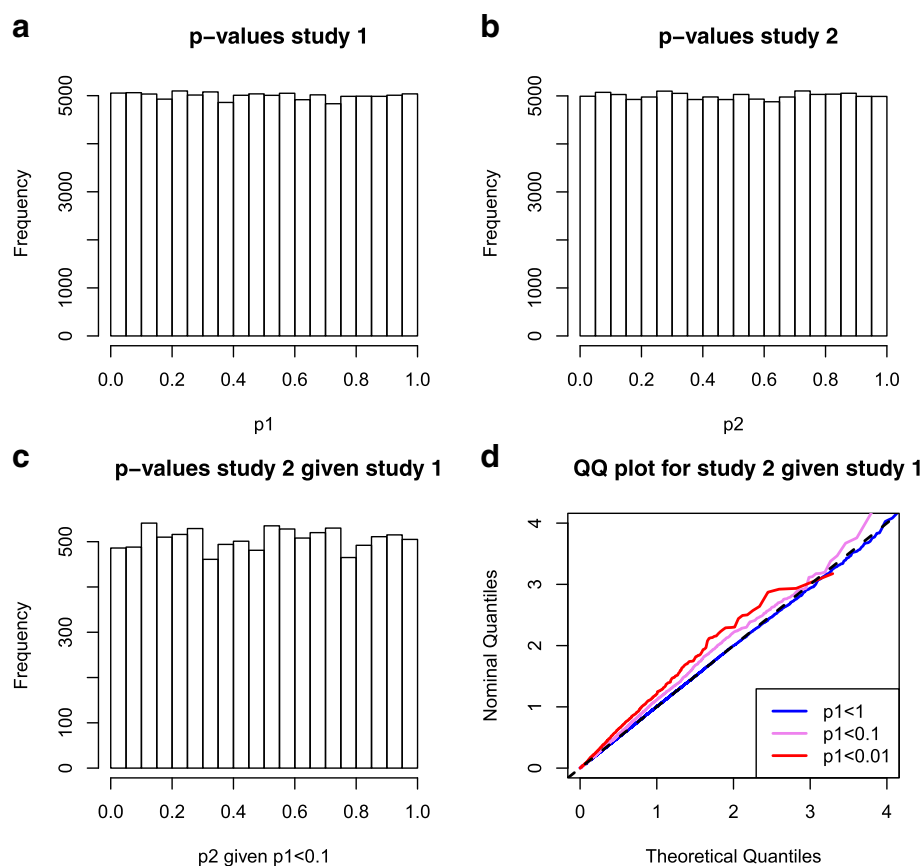 a
p−values study 1
Frequency
0
1000
3000
5000
0.0 0.2 0.4 0.6 0.8 1.0
p1
b
p−values study 2
Frequency
0
1000
3000
5000
0.0 0.2 0.4 0.6 0.8 1.0
p2
c
p−values study 2 given study 1
Frequency
0
100
300
500
0.0 0.2 0.4 0.6 0.8 1.0
p2 given p1<0.1
d
QQ plot for study 2 given study 1
Nominal Quantiles
0
1
2
3
4
p1<1
p1<0.1
p1<0.01
0 1 2 3 4
Theoretical Quantiles